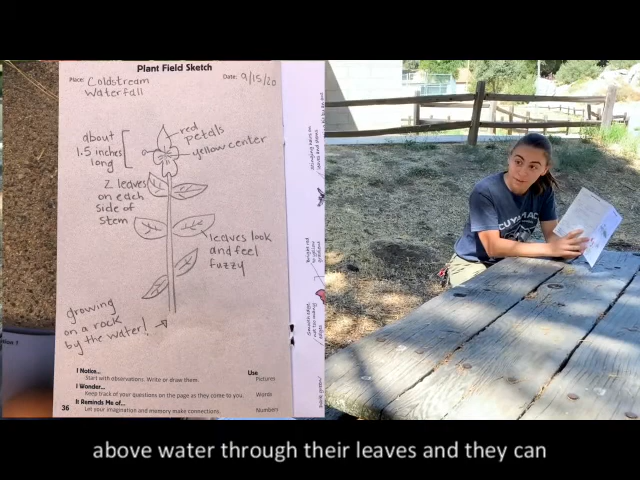 Plant Field Sketch
Place: Coldstream
Waterfall
Date: 9/15/20
about
1.5 inches
long
red
petals
yellow center
2 leaves
on each
side of
stem
leaves look
and feel
fuzzy
growing
on a rock
by the water!
I Notice...
Start with observations. Write or draw them.
I Wonder...
Keep track of your questions on the page as they come to you.
It Reminds Me of...
Let your imagination and memory make connections.
Use
Pictures
Words
Numbers
36
CUYAMACA
above water through their leaves and they can